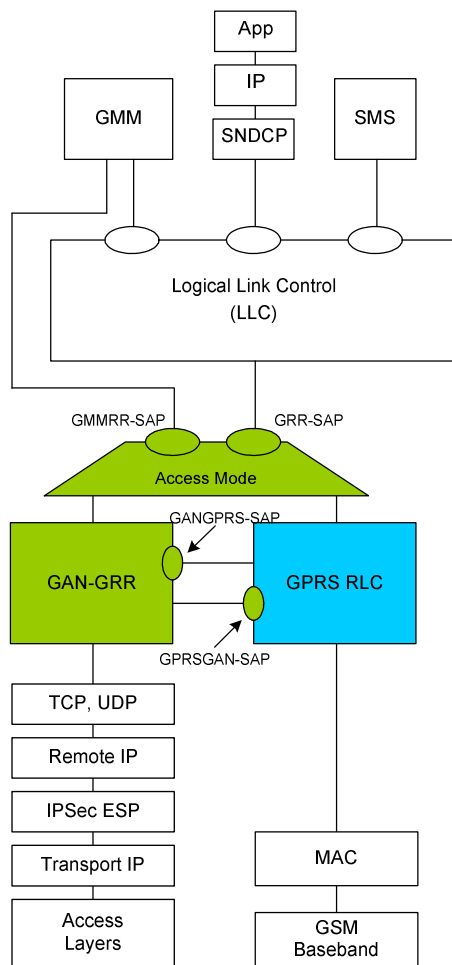 App
GMM
IP
SMS
SNDCP
Logical Link Control
(LLC)
GMMRR-SAP
GRR-SAP
Access Mode
GANGPRS-SAP
GAN-GRR
GPRS RLC
GPRSGAN-SAP
TCP, UDP
Remote IP
IPSec ESP
Transport IP
MAC
Access
Layers
GSM
Baseband